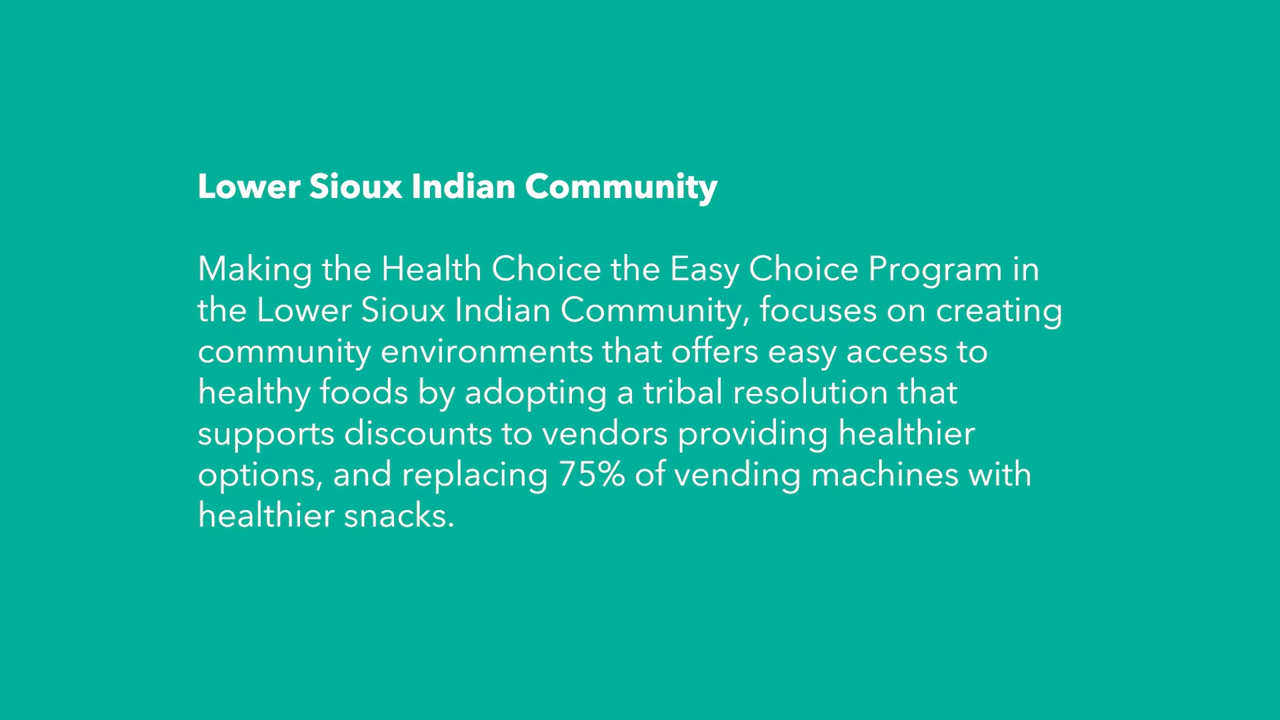 Lower Sioux Indian Community
Making the Health Choice the Easy Choice Program in
the Lower Sioux Indian Community, focuses on creating
community environments that offers easy access to
healthy foods by adopting a tribal resolution that
supports discounts to vendors providing healthier
options, and replacing 75% of vending machines with
healthier snacks.